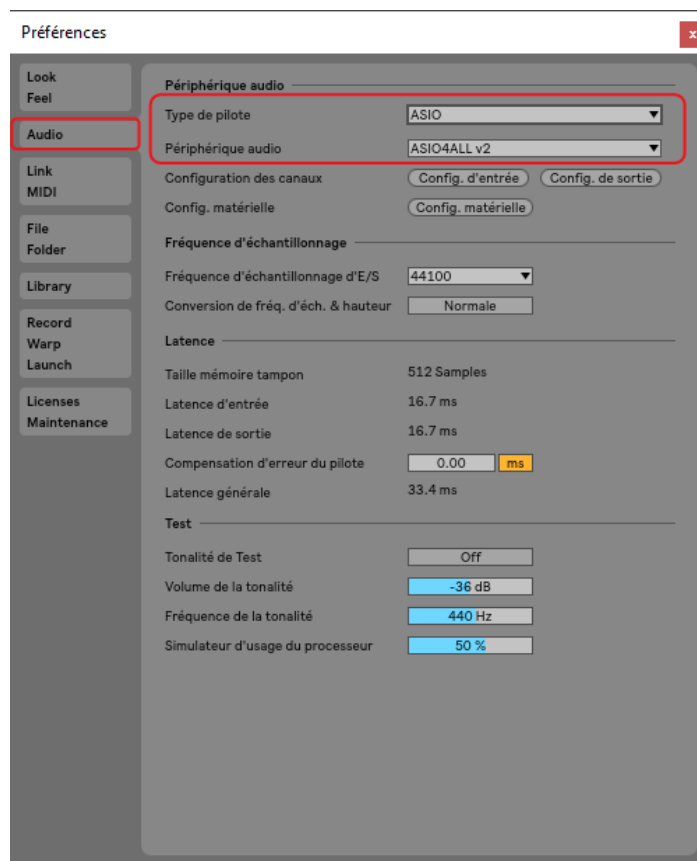 Préférences
x
Look
Feel
Audio
Link
MIDI
File
Folder
Library
Record
Warp
Launch
Licenses
Maintenance
Périphérique audio
Type de pilote ASIO
Périphérique audio ASIO4ALL v2
Configuration des canaux Config. d'entrée Config. de sortie
Config. matérielle Config. matérielle
Fréquence d'échantillonnage
Fréquence d'échantillonnage d'E/S 44100
Conversion de fréq. d'éch. & hauteur Normale
Latence
Taille mémoire tampon 512 Samples
Latence d'entrée 16.7 ms
Latence de sortie 16.7 ms
Compensation d'erreur du pilote 0.00 ms
Latence générale 33.4 ms
Test
Tonalité de Test Off
Volume de la tonalité -36 dB
Fréquence de la tonalité 440 Hz
Simulateur d'usage du processeur 50 %